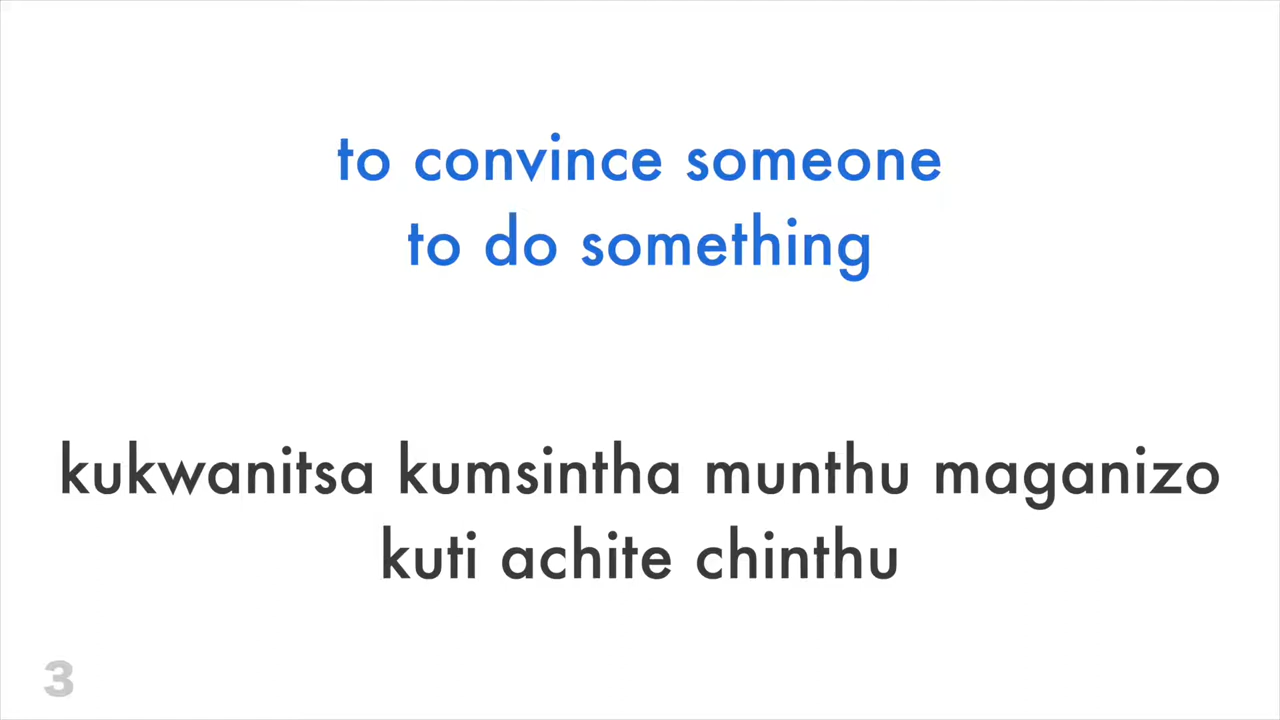 to convince someone
to do something
kukwanitsa kumsintha munthu maganizo
kuti achite chinthu
3